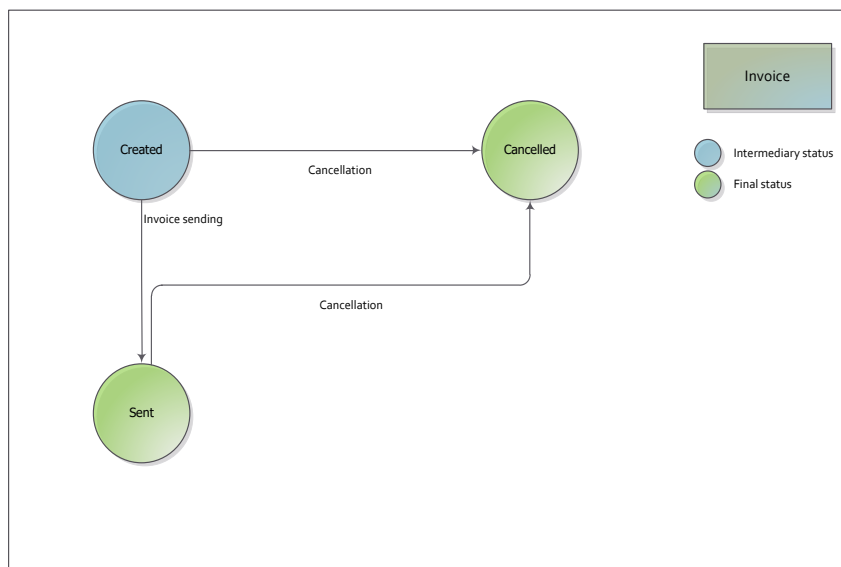 Invoice
Created
Cancelled
Cancellation
Intermediary status
Final status
Invoice sending
Cancellation
Sent